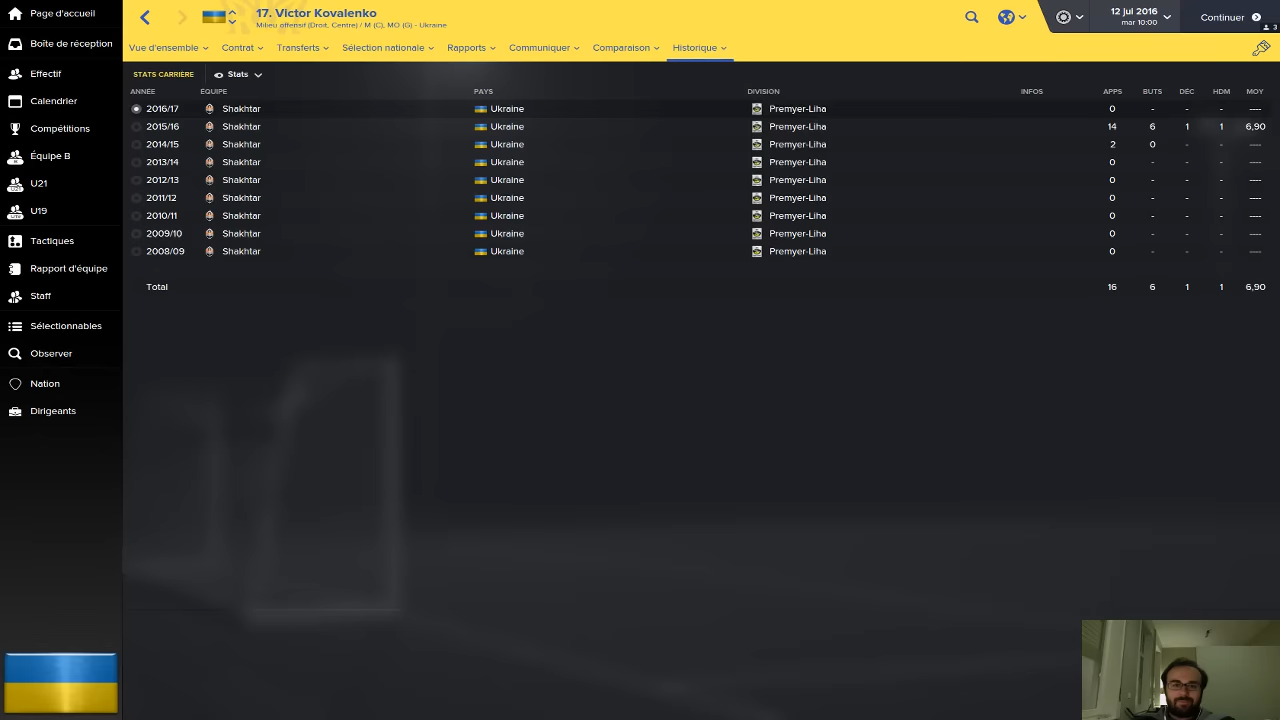 Page d'accueil
Boîte de réception
Effectif
Calendrier
Compétitions
Équipe B
U21
U19
Tactiques
Rapport d'équipe
Staff
Sélectionnables
Observer
Nation
Dirigeants
17. Victor Kovalenko
Milieu offensif (Droit, Centre) / M (C), MO (G) - Ukraine
12 jul 2016
mar 10:00
Continuer
3
Vue d'ensemble Contrat Transferts Sélection nationale Rapports Communiquer Comparaison Historique
STATS CARRIÈRE Stats
ANNÉE ÉQUIPE PAYS DIVISION INFOS APPS BUTS DÉC HDM MOY
2016/17 Shakhtar Ukraine Premyer-Liha 0 - - - ----
2015/16 Shakhtar Ukraine Premyer-Liha 14 6 1 1 6,90
2014/15 Shakhtar Ukraine Premyer-Liha 2 0 - - ----
2013/14 Shakhtar Ukraine Premyer-Liha 0 - - - ----
2012/13 Shakhtar Ukraine Premyer-Liha 0 - - - ----
2011/12 Shakhtar Ukraine Premyer-Liha 0 - - - ----
2010/11 Shakhtar Ukraine Premyer-Liha 0 - - - ----
2009/10 Shakhtar Ukraine Premyer-Liha 0 - - - ----
2008/09 Shakhtar Ukraine Premyer-Liha 0 - - - ----
Total 16 6 1 1 6,90